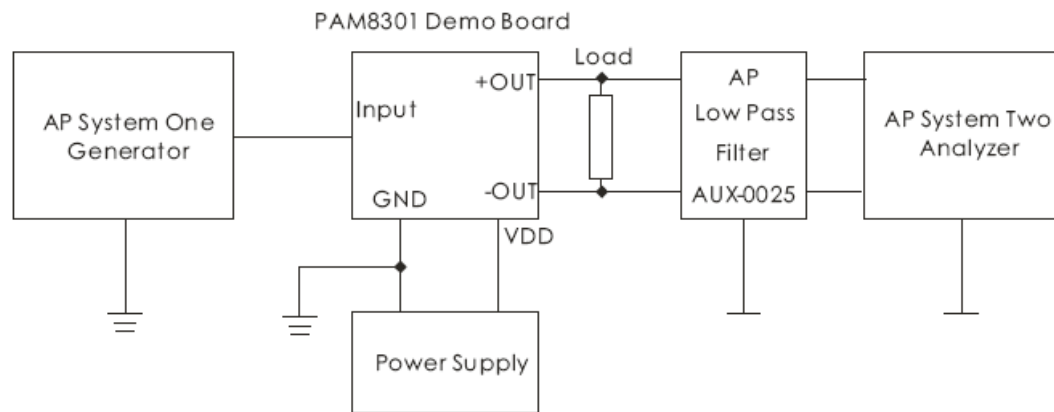 PAM8301 Demo Board
AP System One
Generator
Input
+OUT
-OUT
GND
VDD
Load
AP
Low Pass
Filter
AUX-0025
AP System Two
Analyzer
Power Supply